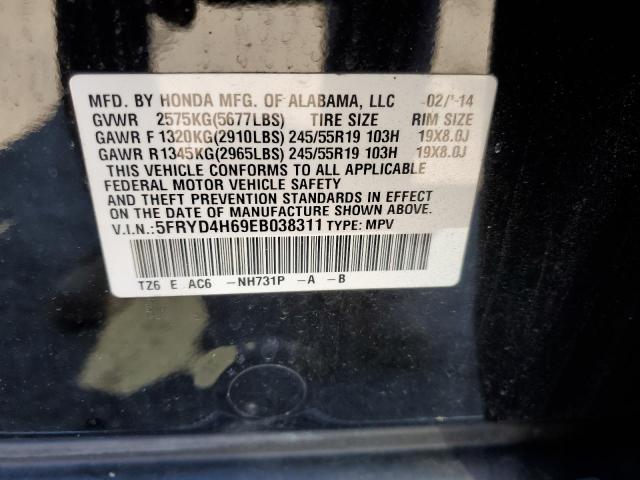 MFD. BY HONDA MFG. OF ALABAMA, LLC 02/14
GVWR 2575KG(5677LBS) TIRE SIZE RIM SIZE
GAWR F 1320KG(2910LBS) 245/55R19 103H 19X8.0J
GAWR R 1345KG(2965LBS) 245/55R19 103H 19X8.0J
THIS VEHICLE CONFORMS TO ALL APPLICABLE
FEDERAL MOTOR VEHICLE SAFETY
AND THEFT PREVENTION STANDARDS IN EFFECT
ON THE DATE OF MANUFACTURE SHOWN ABOVE.
V.I.N.: 5FRYD4H69EB038311 TYPE: MPV
TZ6 E AC6 -NH731P -A -B